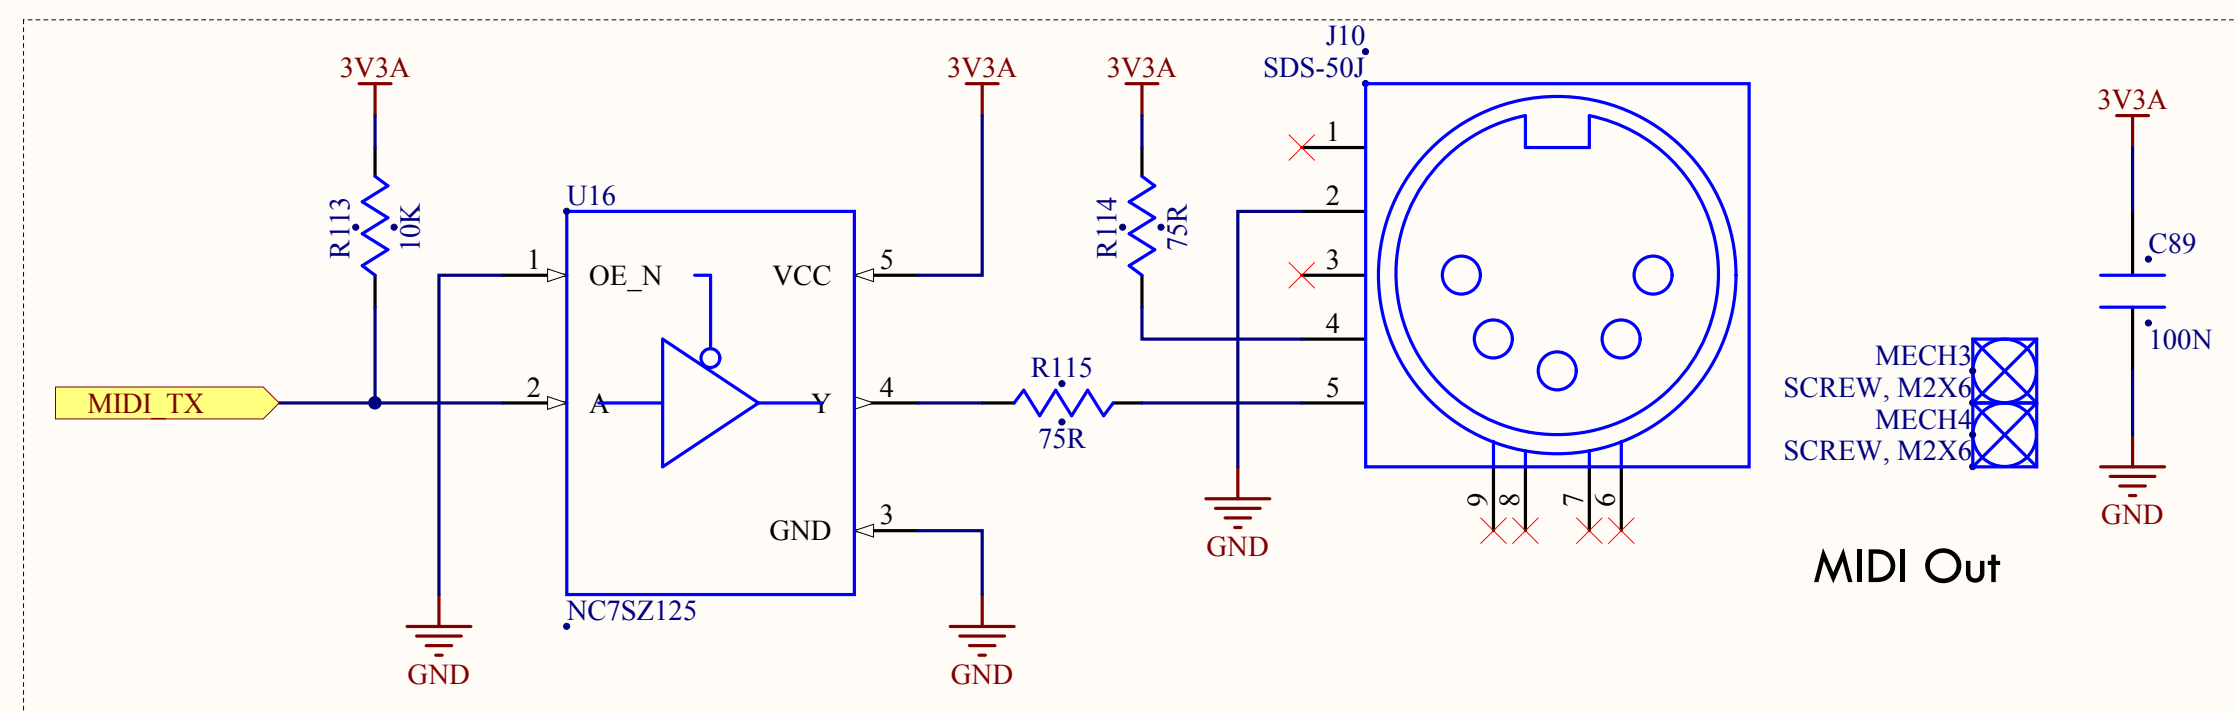 J10
SDS-50J
3V3A
3V3A
3V3A
3V3A
R113
10K
U16
1
OE_N
VCC
5
R114
75R
1
2
3
4
5
C89
100N
MIDI_TX
2
A
Y
4
R115
75R
MECH3
SCREW, M2X6
MECH4
SCREW, M2X6
GND
3
9
8
7
6
GND
GND
MIDI Out
NC7SZ125
GND
GND